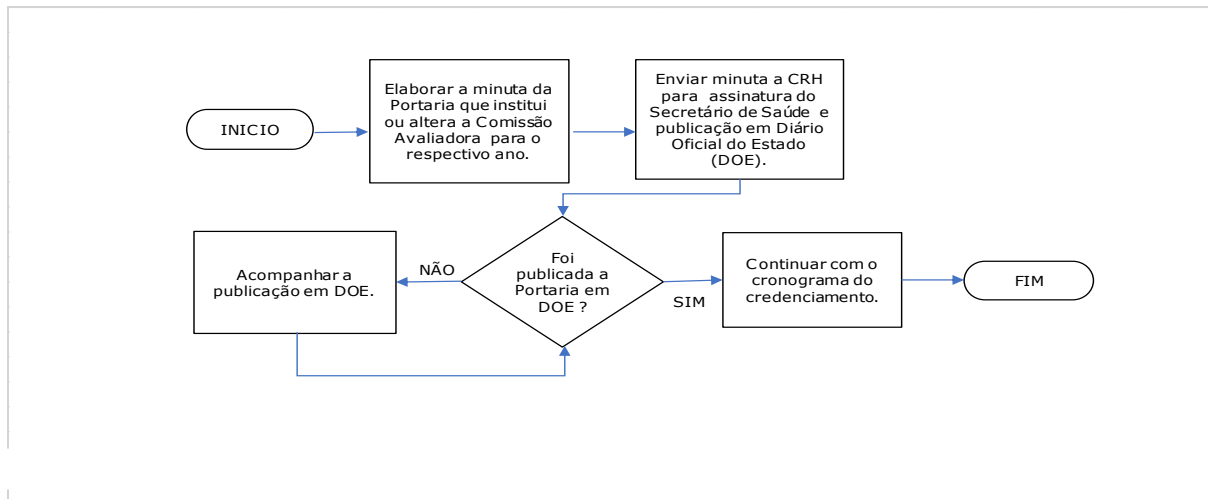 INICIO
Elaborar a minuta da
Portaria que institui
ou altera a Comissão
Avaliadora para o
respectivo ano.
Enviar minuta a CRH
para assinatura do
Secretário de Saúde e
publicação em Diário
Oficial do Estado
(DOE).
Acompanhar a
publicação em DOE.
NÃO
Foi
publicada a
Portaria em
DOE ?
SIM
Continuar com o
cronograma do
credenciamento.
FIM